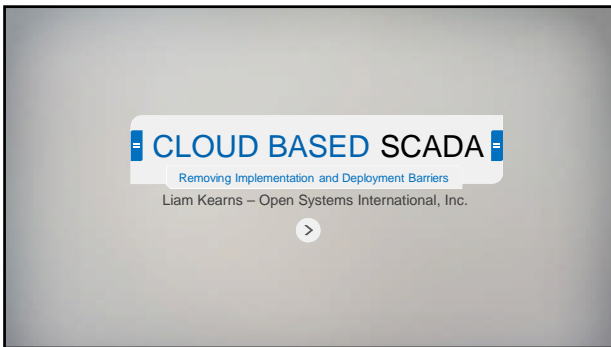 CLOUD BASED SCADA
Removing Implementation and Deployment Barriers
Liam Kearns – Open Systems International, Inc.